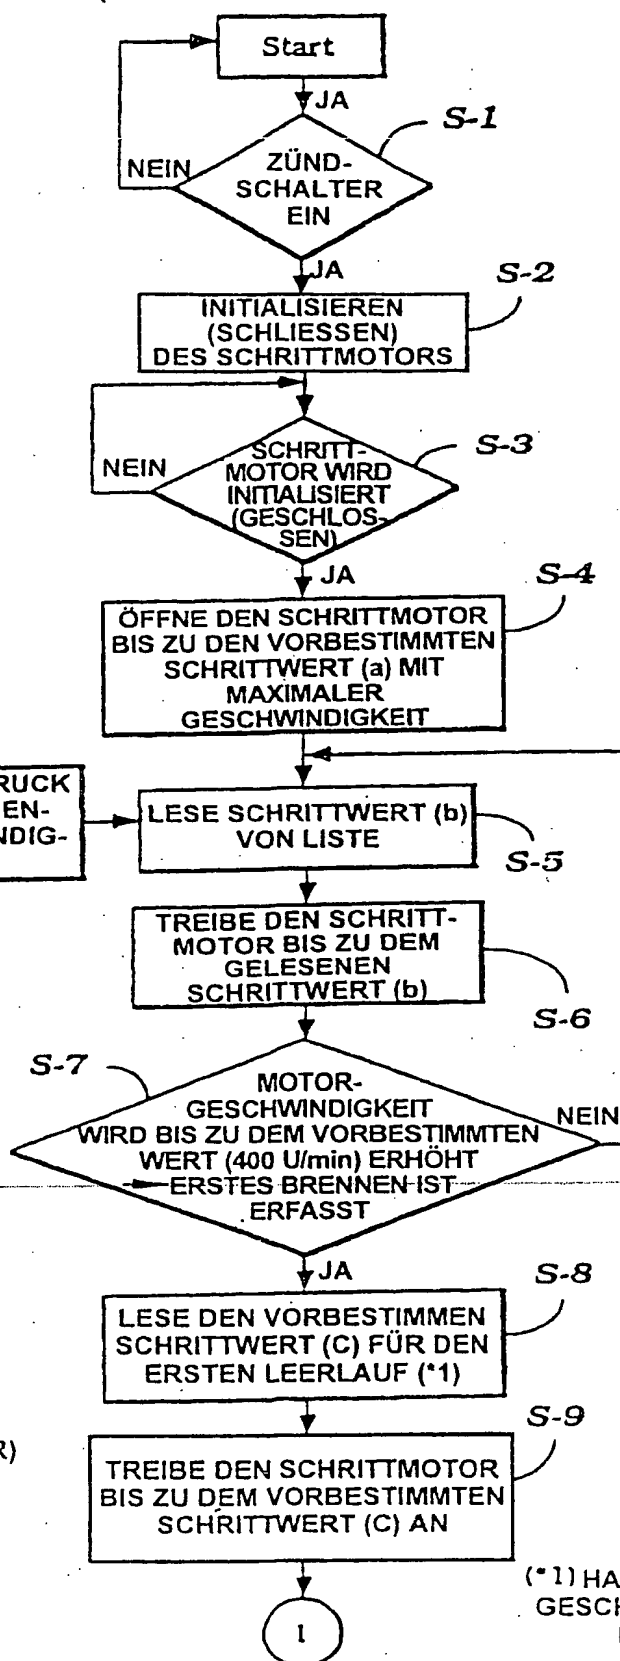 Start
JA
S-1
NEIN
ZÜND-
SCHALTER
EIN
JA
S-2
INITIALISIEREN
(SCHLIESSEN)
DES SCHRITTMOTORS
S-3
NEIN
SCHRITT-
MOTOR WIRD
INITIALISIERT
(GESCHLOS-
SEN)
JA
S-4
ÖFFNE DEN SCHRITTMOTOR
BIS ZU DEN VORBESTIMMTEN
SCHRITTWERT (a) MIT
MAXIMALER
GESCHWINDIGKEIT
RUCK
EN-
NDIG-
LESE SCHRITTWERT (b)
VON LISTE
S-5
TREIBE DEN SCHRITT-
MOTOR BIS ZU DEM
GELESENEN
SCHRITTWERT (b)
S-6
S-7
MOTOR-
GESCHWINDIGKEIT
WIRD BIS ZU DEM VORBESTIMMTEN
WERT (400 U/min) ERHÖHT
ERSTES BRENNEN IST
ERFASST
NEIN
JA
S-8
LESE DEN VORBESTIMMEN
SCHRITTWERT (C) FÜR DEN
ERSTEN LEERLAUF (*1)
S-9
R)
TREIBE DEN SCHRITTMOTOR
BIS ZU DEM VORBESTIMMTEN
SCHRITTWERT (C) AN
(*1) HA
GESCH
1